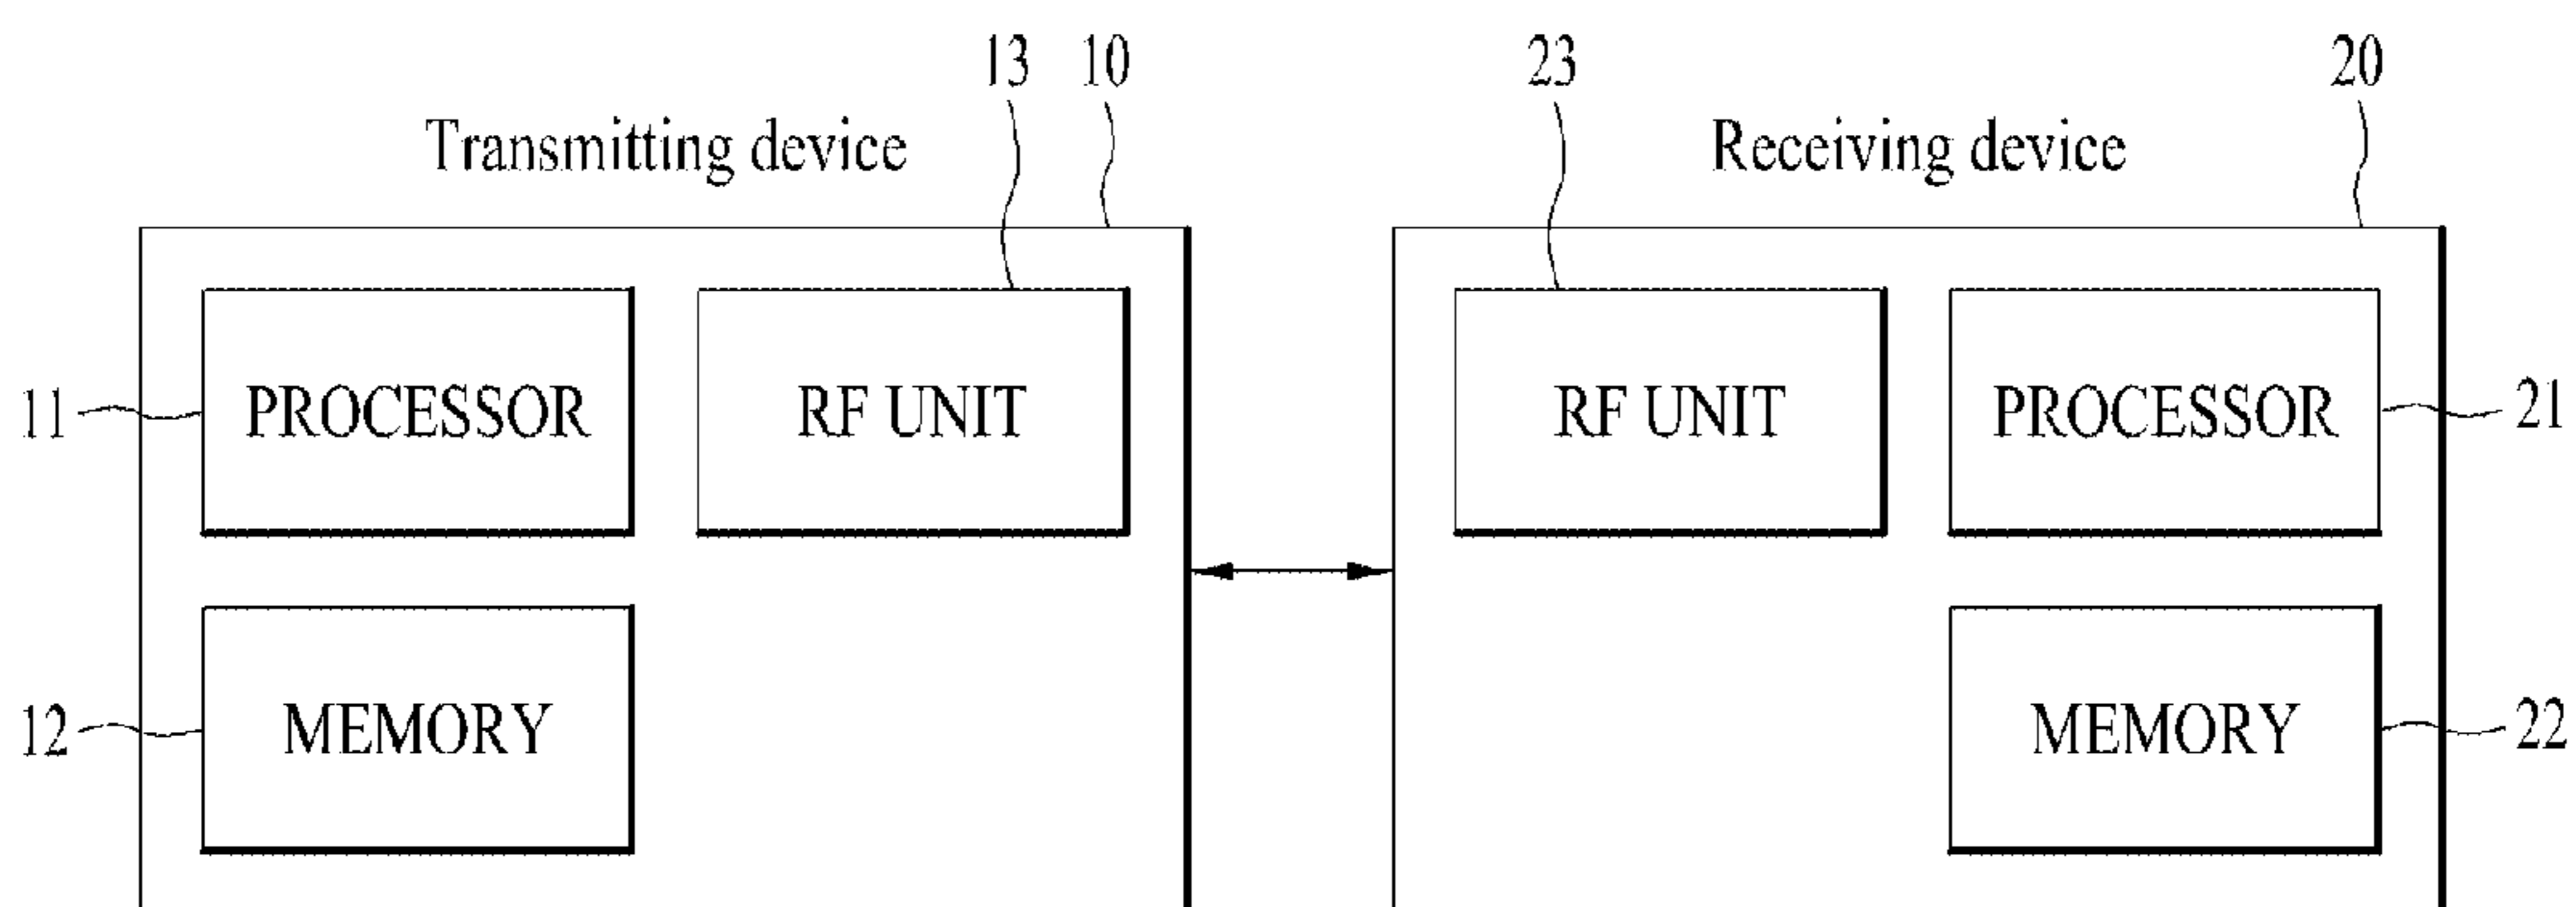 13 10 23 20
Transmitting device Receiving device
11 PROCESSOR RF UNIT RF UNIT PROCESSOR 21
12 MEMORY MEMORY 22